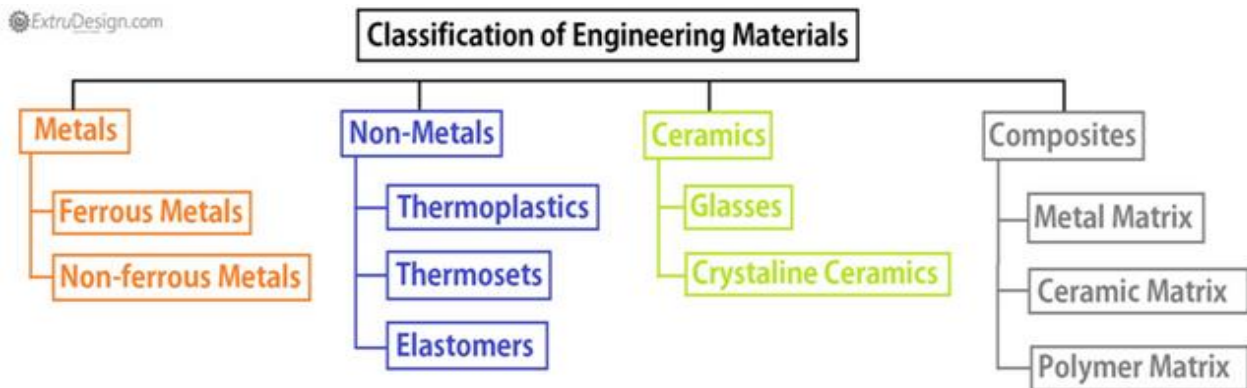 ExtruDesign.com
Classification of Engineering Materials
Metals
Ferrous Metals
Non-ferrous Metals
Non-Metals
Thermoplastics
Thermosets
Elastomers
Ceramics
Glasses
Crystaline Ceramics
Composites
Metal Matrix
Ceramic Matrix
Polymer Matrix